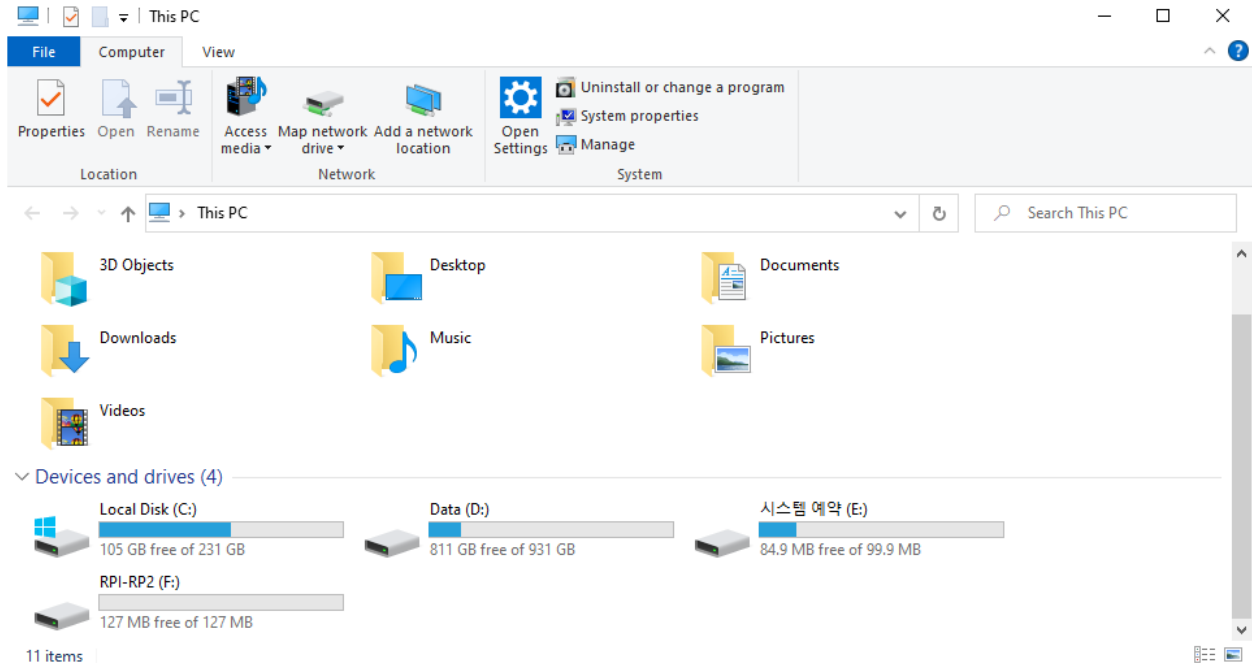 This PC
File Computer View
Properties Open Rename
Access media Map network drive Add a network location
Open Settings
Uninstall or change a program
System properties
Manage
Location Network System
This PC
Search This PC
3D Objects Desktop Documents
Downloads Music Pictures
Videos
Devices and drives (4)
Local Disk (C:) Data (D:) 시스템 예약 (E:)
105 GB free of 231 GB 811 GB free of 931 GB 84.9 MB free of 99.9 MB
RPI-RP2 (F:)
127 MB free of 127 MB
11 items